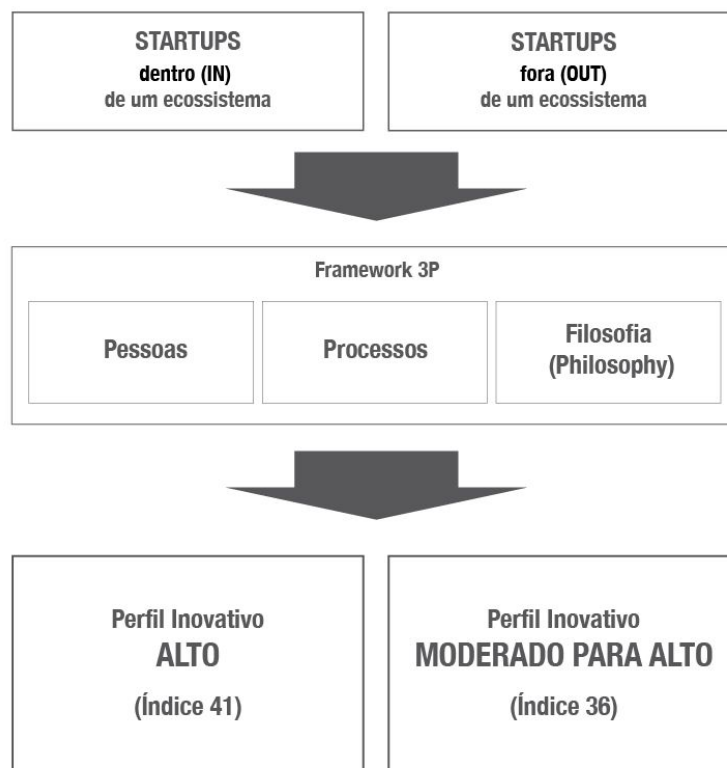 STARTUPS
dentro (IN)
de um ecossistema
STARTUPS
fora (OUT)
de um ecossistema
Framework 3P
Pessoas
Processos
Filosofia
(Philosophy)
Perfil Inovativo
ALTO
(Índice 41)
Perfil Inovativo
MODERADO PARA ALTO
(Índice 36)